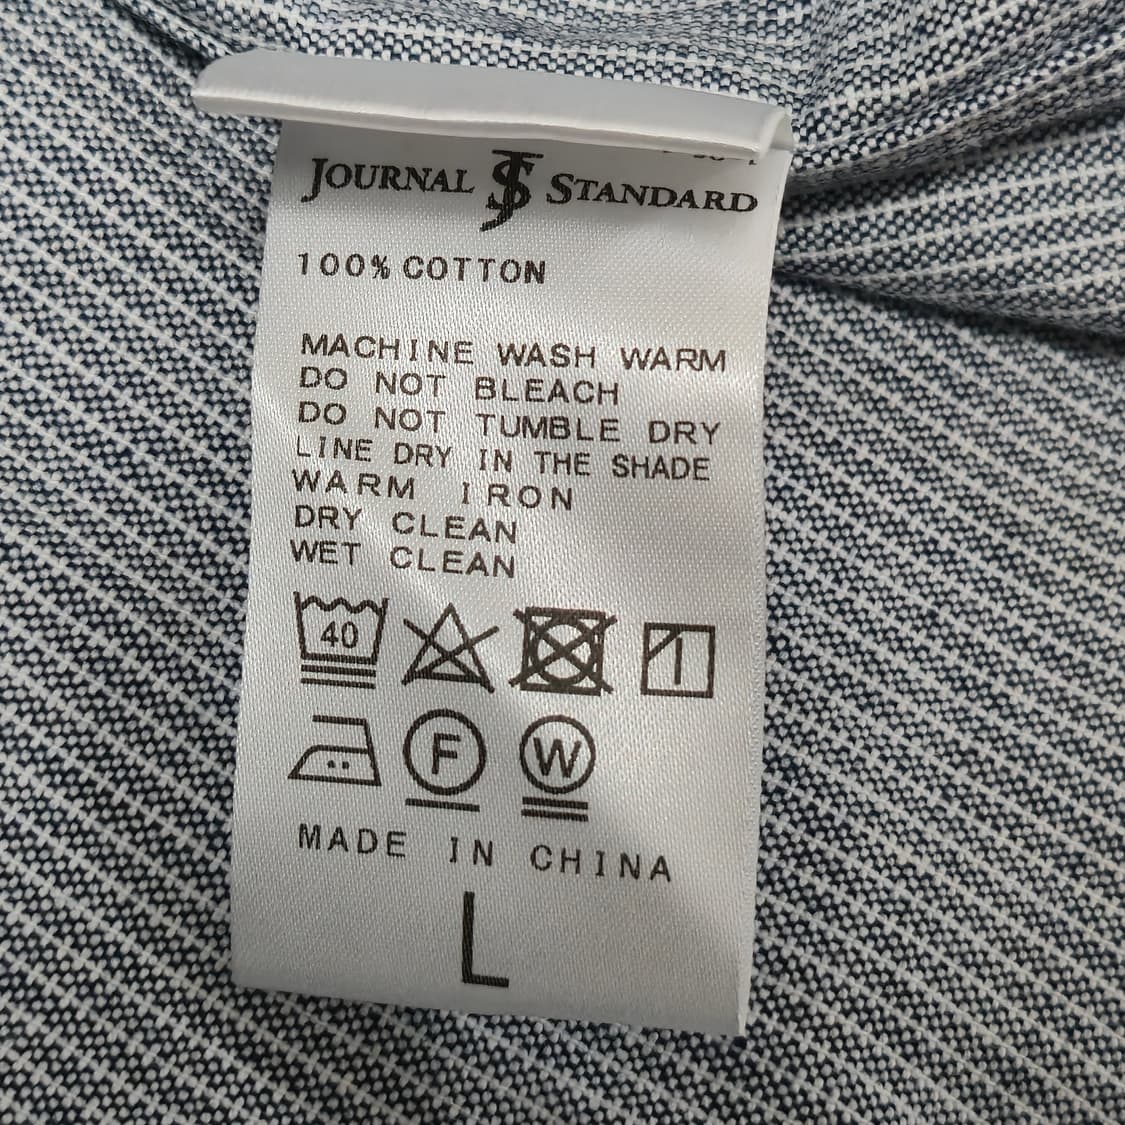 JOURNAL JS STANDARD
100% COTTON
MACHINE WASH WARM
DO NOT BLEACH
DO NOT TUMBLE DRY
LINE DRY IN THE SHADE
WARM IRON
DRY CLEAN
WET CLEAN
40
F W
MADE IN CHINA
L